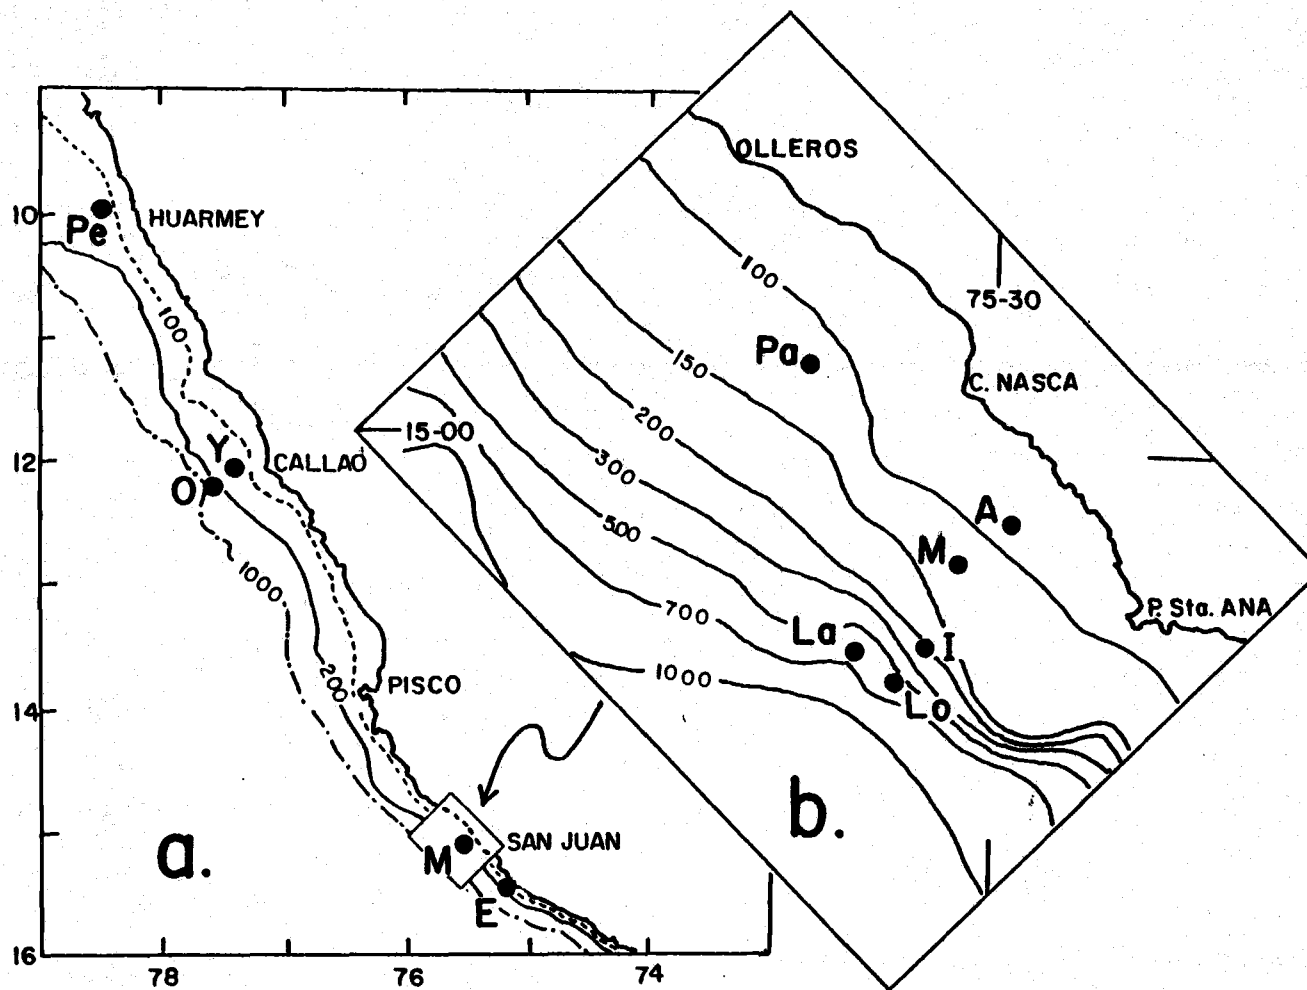 OLLEROS
10
Pe
HUARMEY
100
75-30
100
Pa
150
C. NASCA
15-00
200
12
Y
CALLAO
300
O
500
A
M
1000
700
P. Sta. ANA
La
I
200
PISCO
1000
Lo
14
b.
a.
M
SAN JUAN
E
16
78
76
74